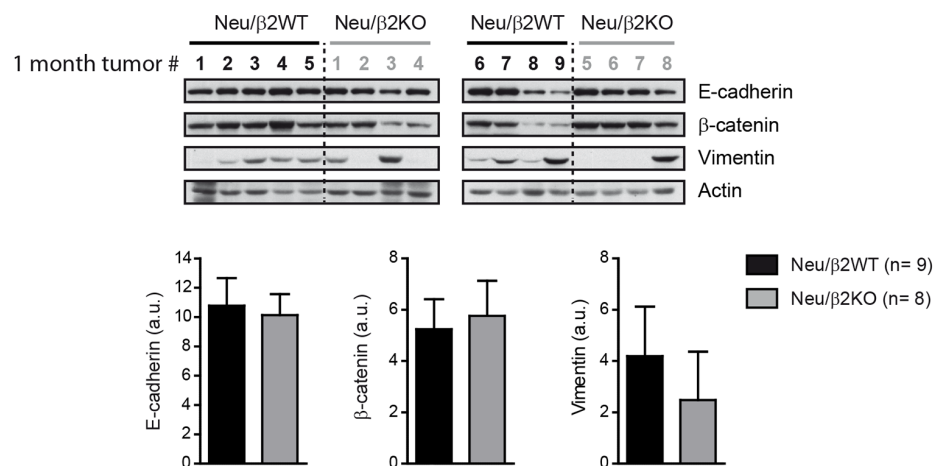 Neu/β2WT Neu/β2KO Neu/β2WT Neu/β2KO
1 month tumor # 1 2 3 4 5 1 2 3 4 6 7 8 9 5 6 7 8
E-cadherin
β-catenin
Vimentin
Actin
E-cadherin (a.u.)
14
12
10
8
6
4
2
0
β-catenin (a.u.)
8
6
4
2
0
Vimentin (a.u.)
8
6
4
2
0
Neu/β2WT (n= 9)
Neu/β2KO (n= 8)